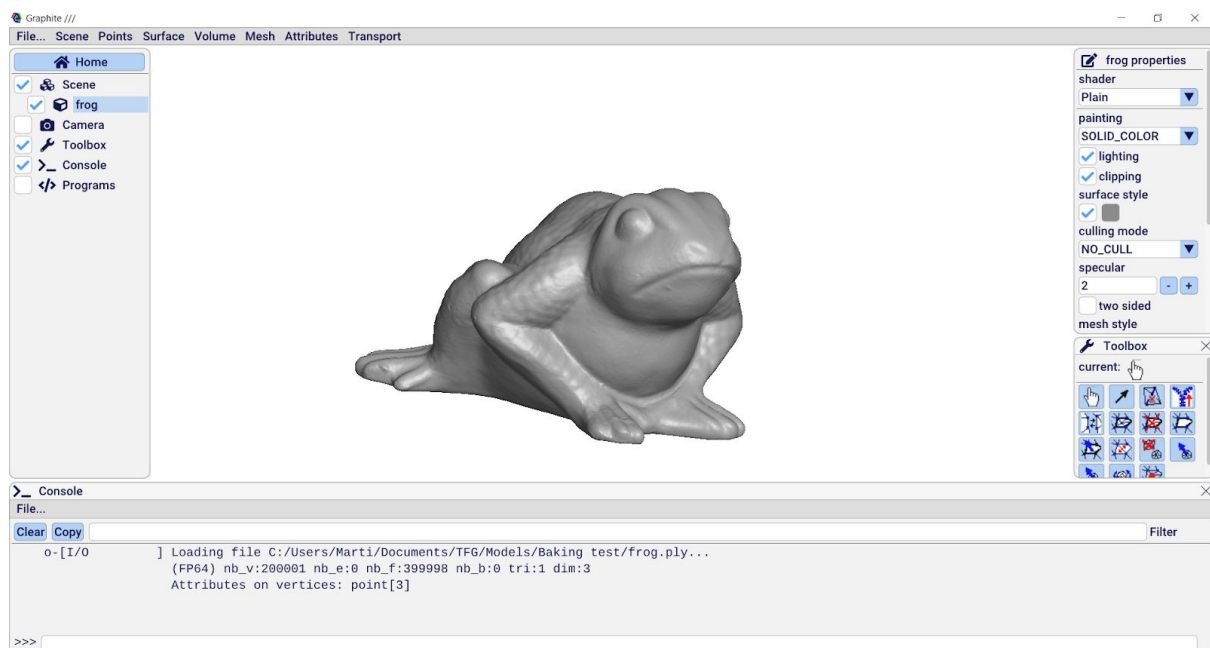 Graphite ///
File... Scene Points Surface Volume Mesh Attributes Transport
Home
Scene
frog
Camera
Toolbox
>_ Console
</> Programs
frog properties
shader
Plain
painting
SOLID_COLOR
lighting
clipping
surface style
culling mode
NO_CULL
specular
2 - +
two sided
mesh style
Toolbox
current:
>_ Console
File...
Clear Copy Filter
o-[I/O ] Loading file C:/Users/Marti/Documents/TFG/Models/Baking test/frog.ply...
(FP64) nb_v:200001 nb_e:0 nb_f:399998 nb_b:0 tri:1 dim:3
Attributes on vertices: point[3]
>>>